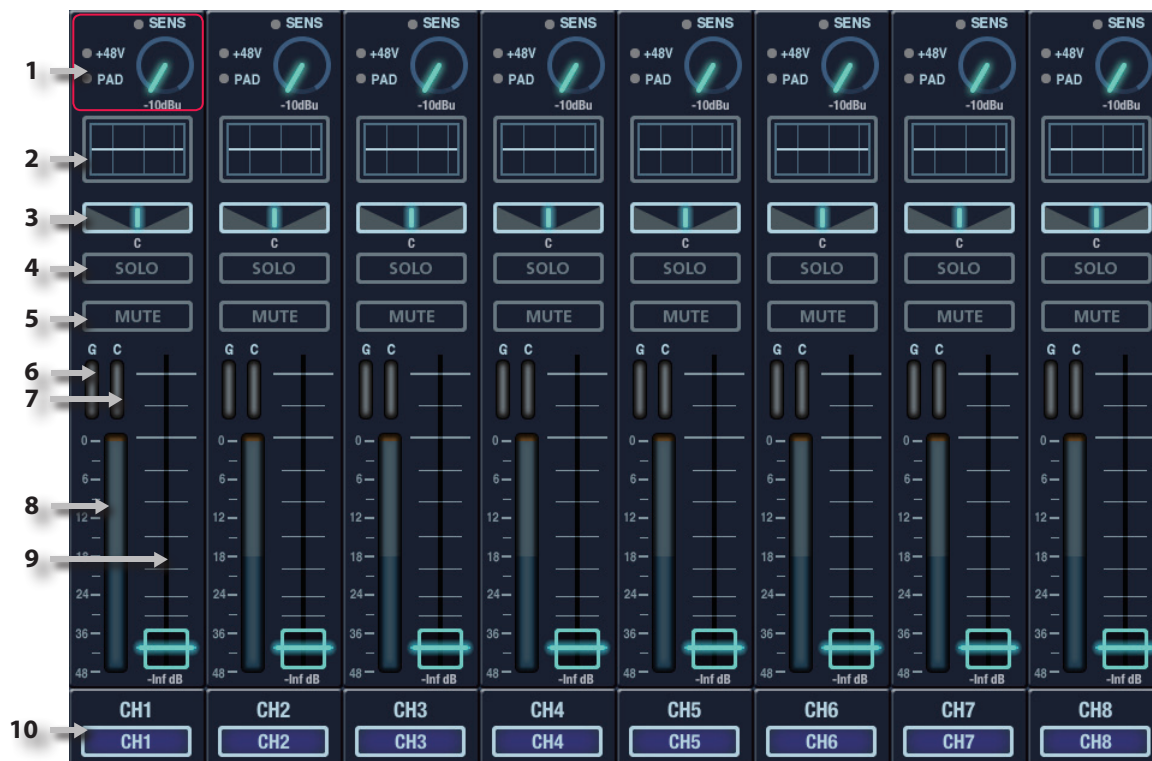 SENS SENS SENS SENS SENS SENS SENS SENS
+48V +48V +48V +48V +48V +48V +48V +48V
1 PAD PAD PAD PAD PAD PAD PAD PAD
-10dBu -10dBu -10dBu -10dBu -10dBu -10dBu -10dBu -10dBu
2
3
C C C C C C C C
4 SOLO SOLO SOLO SOLO SOLO SOLO SOLO SOLO
5 MUTE MUTE MUTE MUTE MUTE MUTE MUTE MUTE
G C G C G C G C G C G C G C G C
6
7
0 0 0 0 0 0 0 0
6 6 6 6 6 6 6 6
8
12 12 12 12 12 12 12 12
9 18 18 18 18 18 18 18 18
24 24 24 24 24 24 24 24
36 36 36 36 36 36 36 36
48 -Inf dB 48 -Inf dB 48 -Inf dB 48 -Inf dB 48 -Inf dB 48 -Inf dB 48 -Inf dB 48 -Inf dB
CH1 CH2 CH3 CH4 CH5 CH6 CH7 CH8
10 CH1 CH2 CH3 CH4 CH5 CH6 CH7 CH8